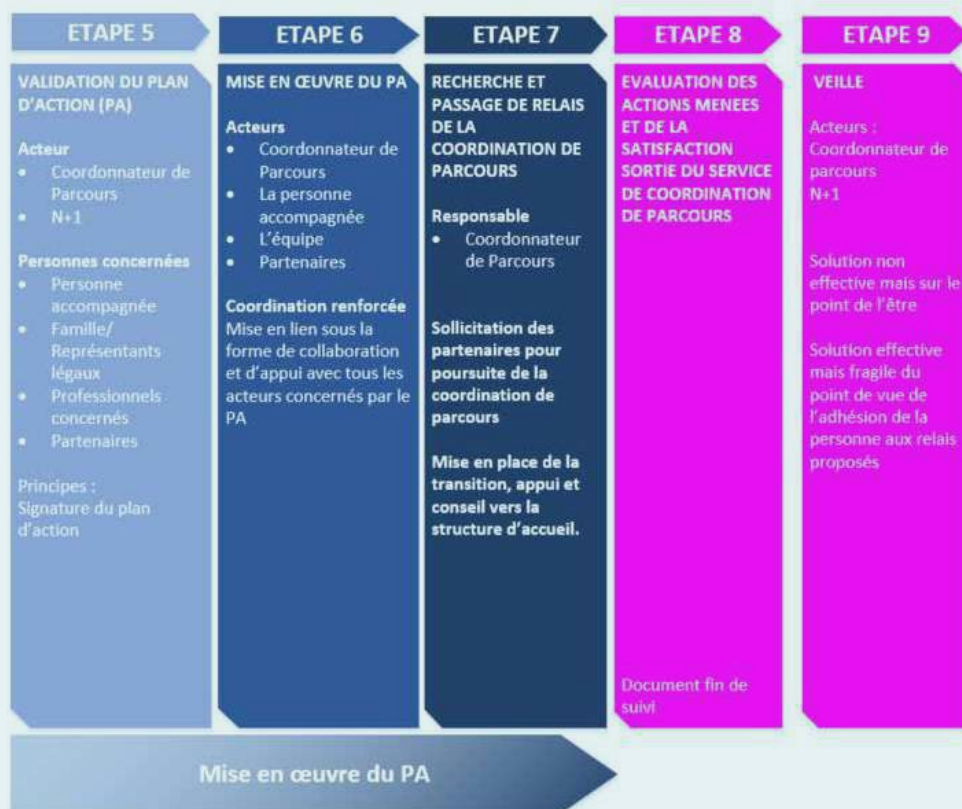 ETAPE 5
VALIDATION DU PLAN
D'ACTION (PA)
Acteur
• Coordonnateur de
Parcours
• N+1
Personnes concernées
• Personne
accompagnée
• Famille/
Représentants
légaux
• Professionnels
concernés
• Partenaires
Principes :
Signature du plan
d'action
ETAPE 6
MISE EN ŒUVRE DU PA
Acteurs
• Coordonnateur de
Parcours
• La personne
accompagnée
• L'équipe
• Partenaires
Coordination renforcée
Mise en lien sous la
forme de collaboration
et d'appui avec tous les
acteurs concernés par le
PA
ETAPE 7
RECHERCHE ET
PASSAGE DE RELAIS
DE LA
COORDINATION DE
PARCOURS
Responsable
• Coordonnateur
de Parcours
Sollicitation des
partenaires pour
poursuite de la
coordination de
parcours
Mise en place de la
transition, appui et
conseil vers la
structure d'accueil.
ETAPE 8
EVALUATION DES
ACTIONS MENEES
ET DE LA
SATISFACTION
SORTIE DU SERVICE
DE COORDINATION
DE PARCOURS
Document fin de
suivi
ETAPE 9
VEILLE
Acteurs :
Coordonnateur de
parcours
N+1
Solution non
effective mais sur le
point de l'être
Solution effective
mais fragile du
point de vue de
l'adhésion de la
personne aux relais
proposés
Mise en œuvre du PA